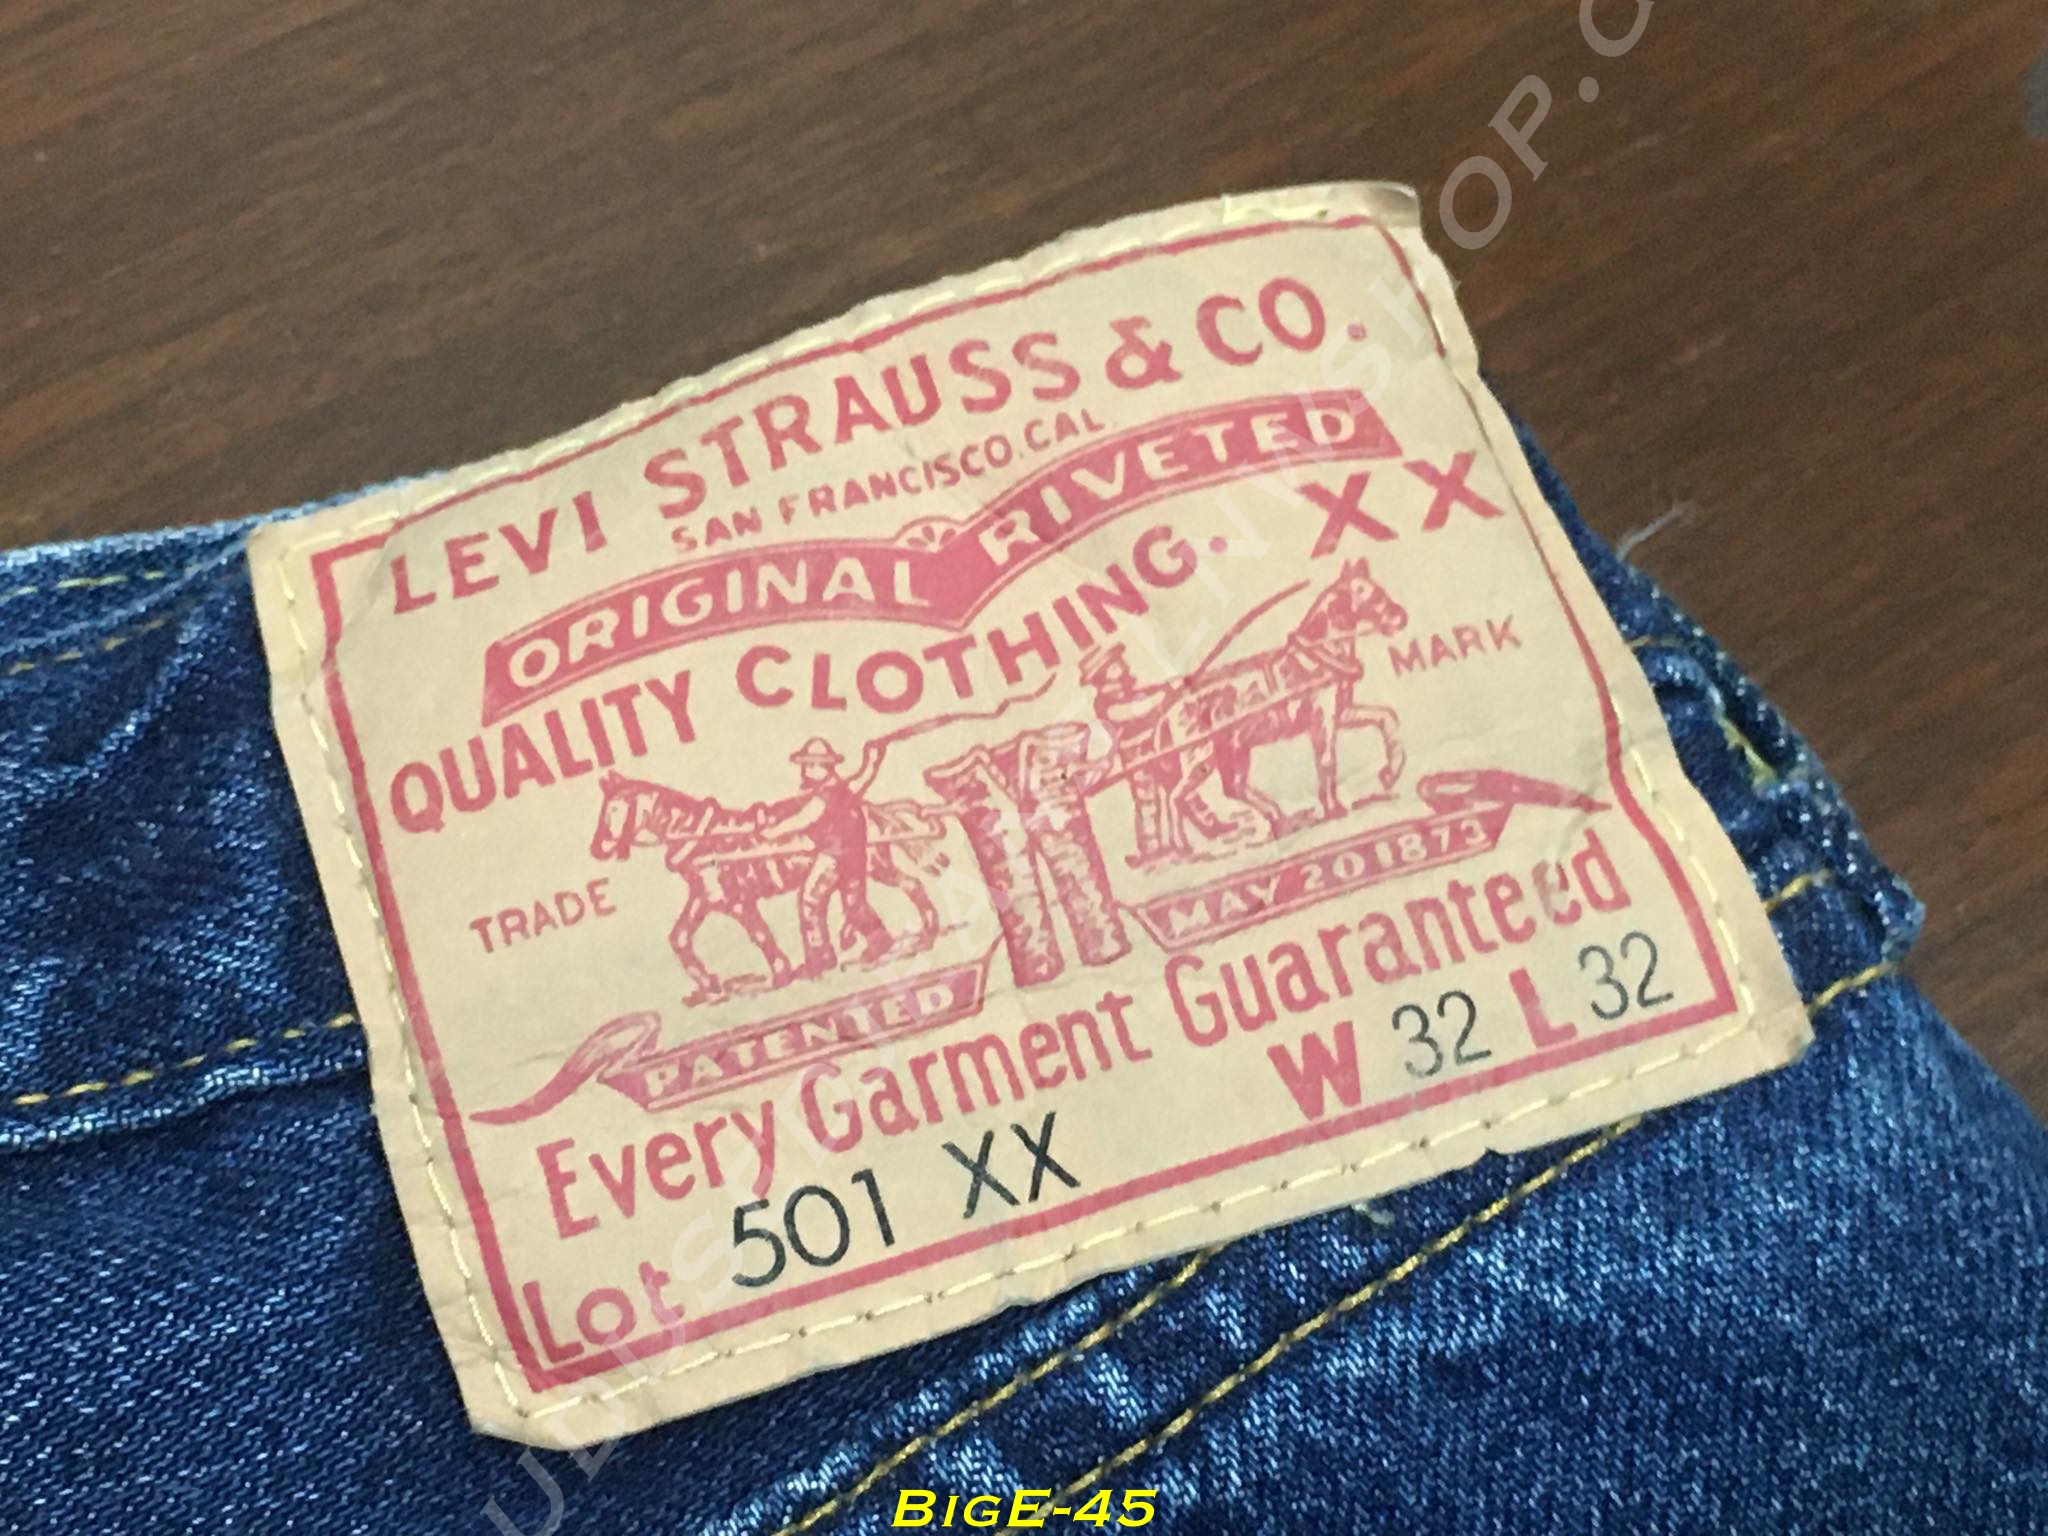 LEVI STRAUSS & CO.
SAN FRANCISCO, CAL.
ORIGINAL RIVETED
QUALITY CLOTHING. XX
TRADE MARK
PATENTED MAY 20 1873
Every Garment Guaranteed
Lot 501 XX W 32 L 32
BIGE-45